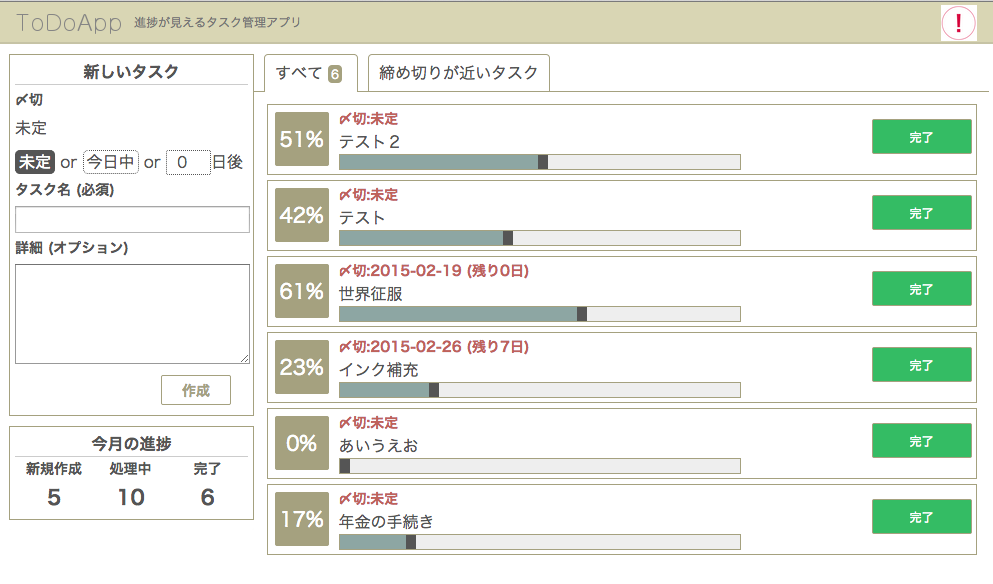 ToDoApp 進捗が見えるタスク管理アプリ !
新しいタスク
〆切
未定
未定 or 今日中 or 0 日後
タスク名 (必須)
詳細 (オプション)
作成
今月の進捗
新規作成 処理中 完了
5 10 6
すべて 6 締め切りが近いタスク
51%
〆切:未定
テスト２
完了
42%
〆切:未定
テスト
完了
61%
〆切:2015-02-19 (残り0日)
世界征服
完了
23%
〆切:2015-02-26 (残り7日)
インク補充
完了
0%
〆切:未定
あいうえお
完了
17%
〆切:未定
年金の手続き
完了